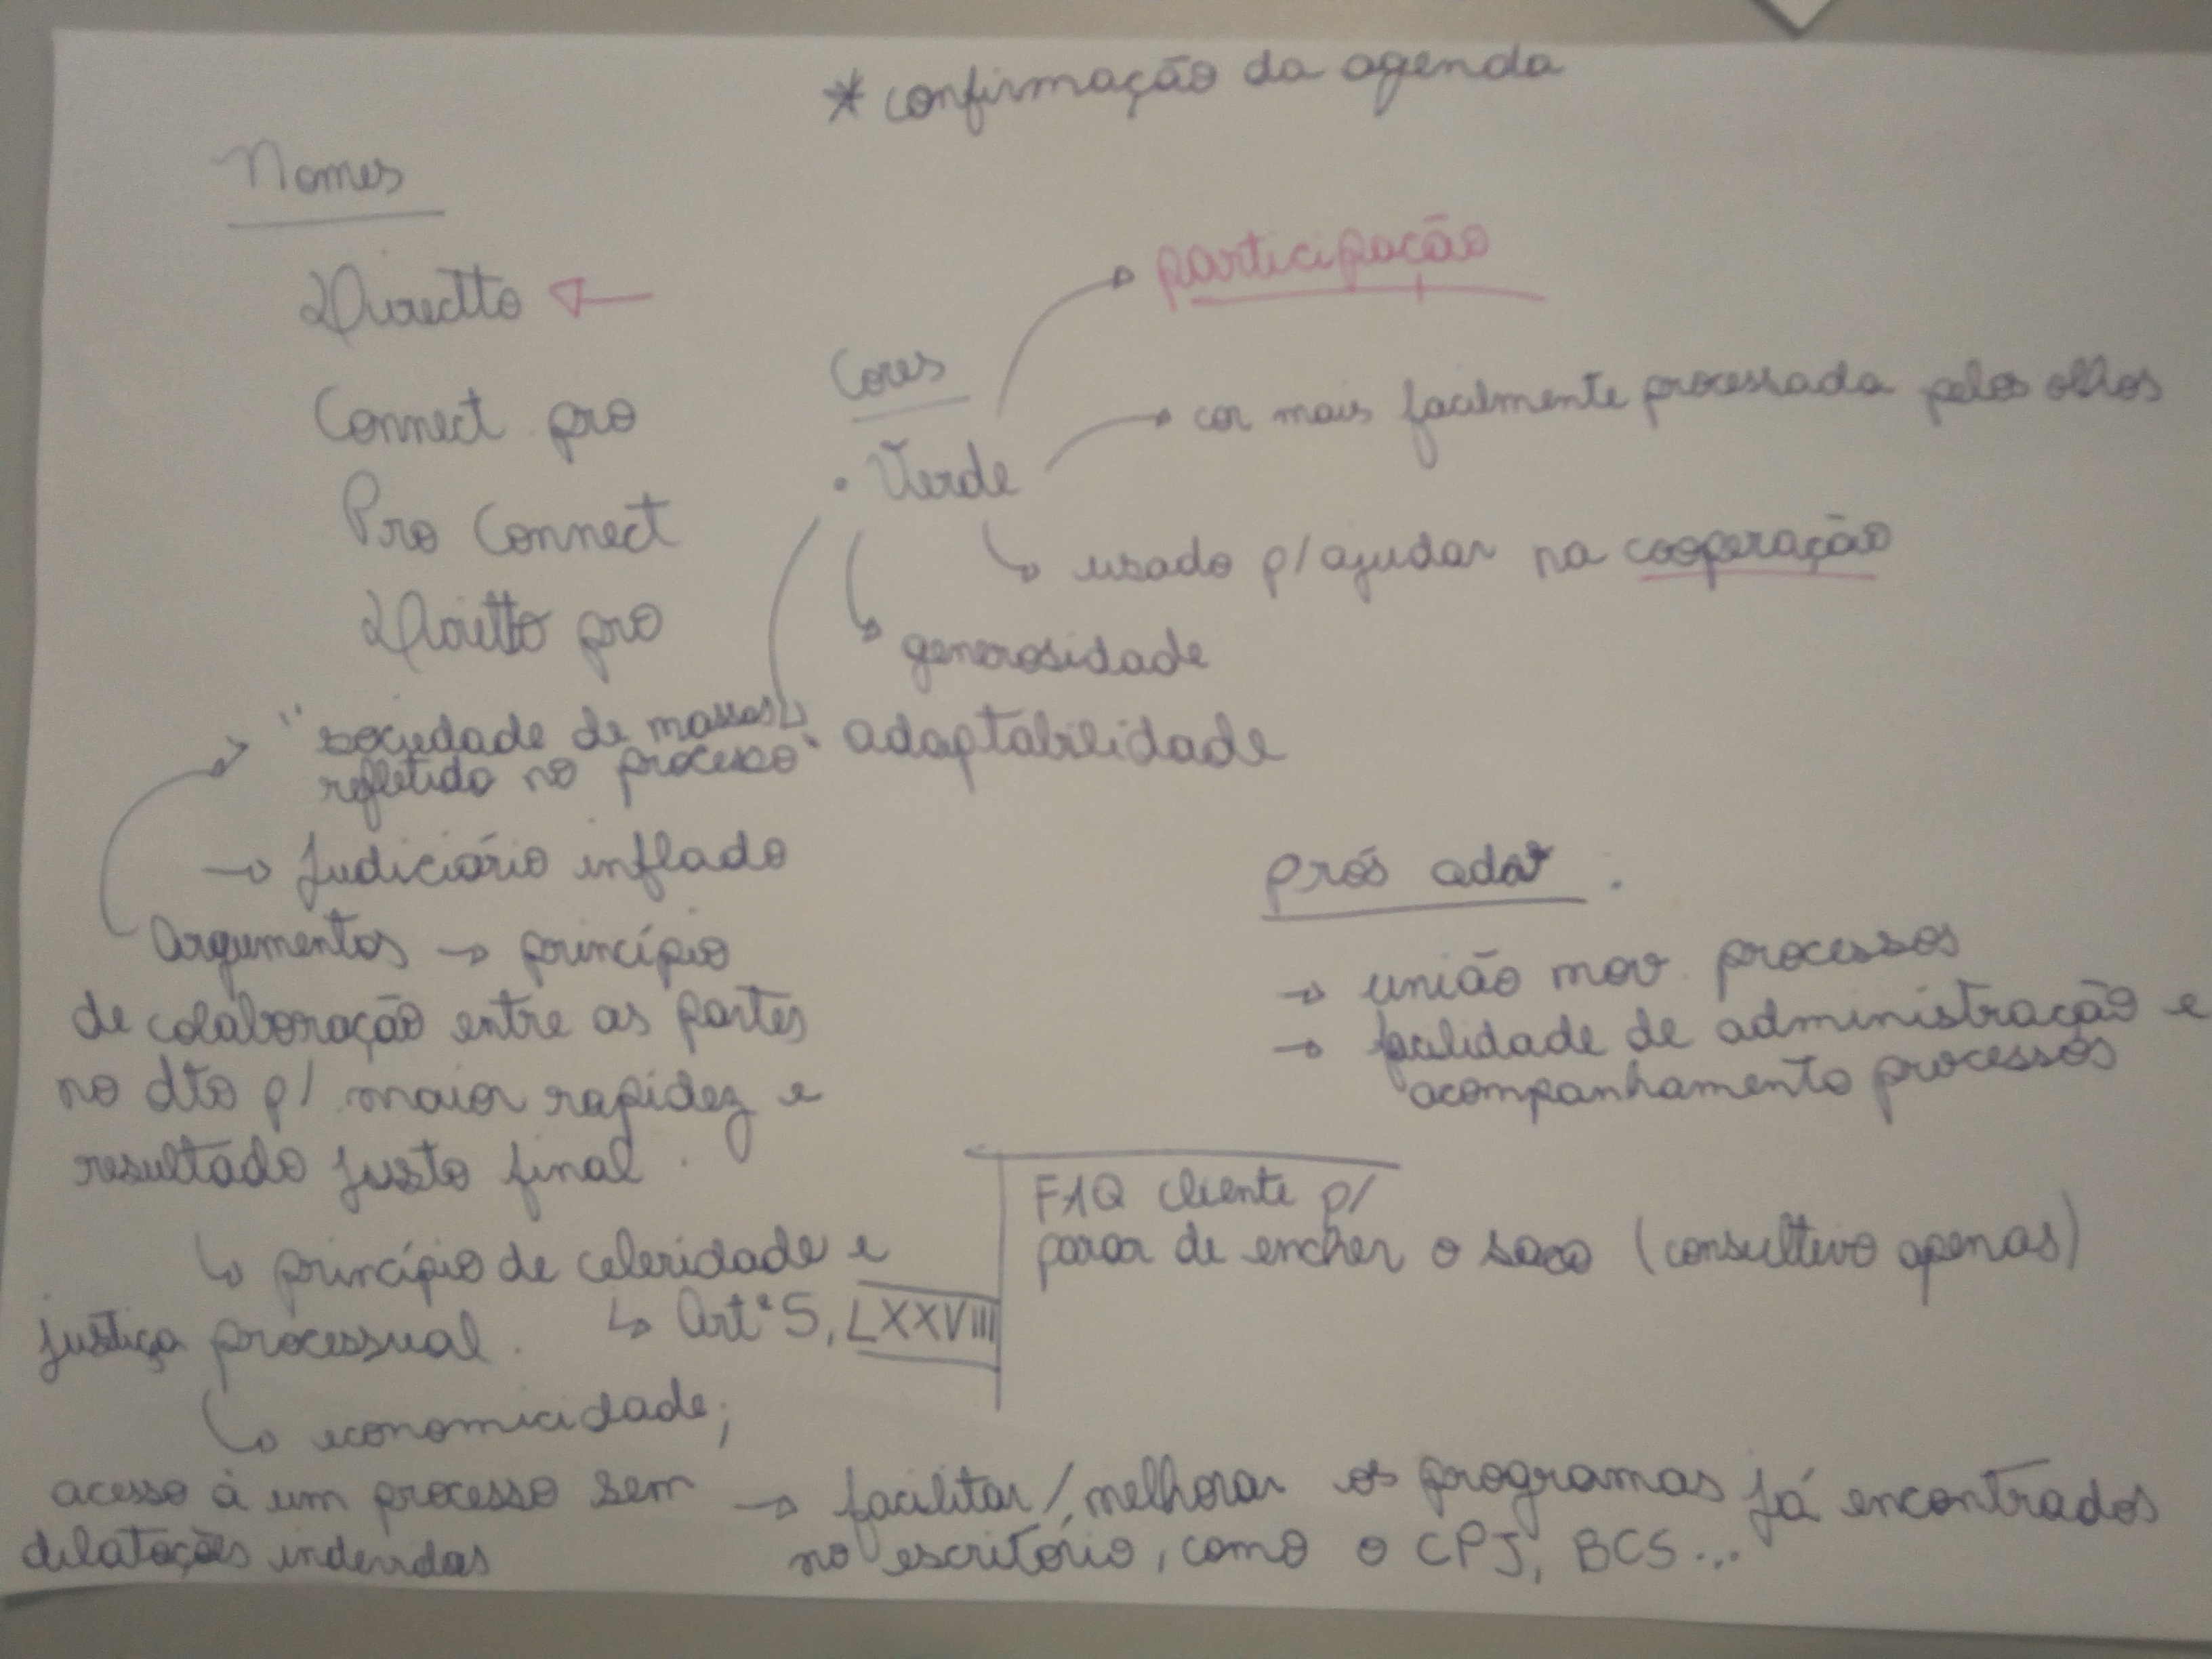 * confirmação da agenda
Nomes
Directto
Connect pro
Pro Connect
Diretto pro
Cores
• Verde
participação
cor mais facilmente processada pelos olhos
usado p/ ajudar na cooperação
generosidade
adaptabilidade
"sociedade de massas
refletida no processo"
→ Judiciário inflado
Argumentos → princípio
de colaboração entre as partes
no dto p/ maior rapidez e
resultado justo final.
↳ princípio de celeridade e
justiça processual.
↳ Artº 5, LXXVIII
↳ economicidade;
acesso à um processo sem
dilatações indevidas
prós adv.
→ união mov. processos
→ facilidade de administração e
acompanhamento processos
FAQ cliente p/
parar de encher o saco (consultivo apenas)
→ facilitar/melhorar os programas já encontrados
no escritório, como o CPJ, BCS...